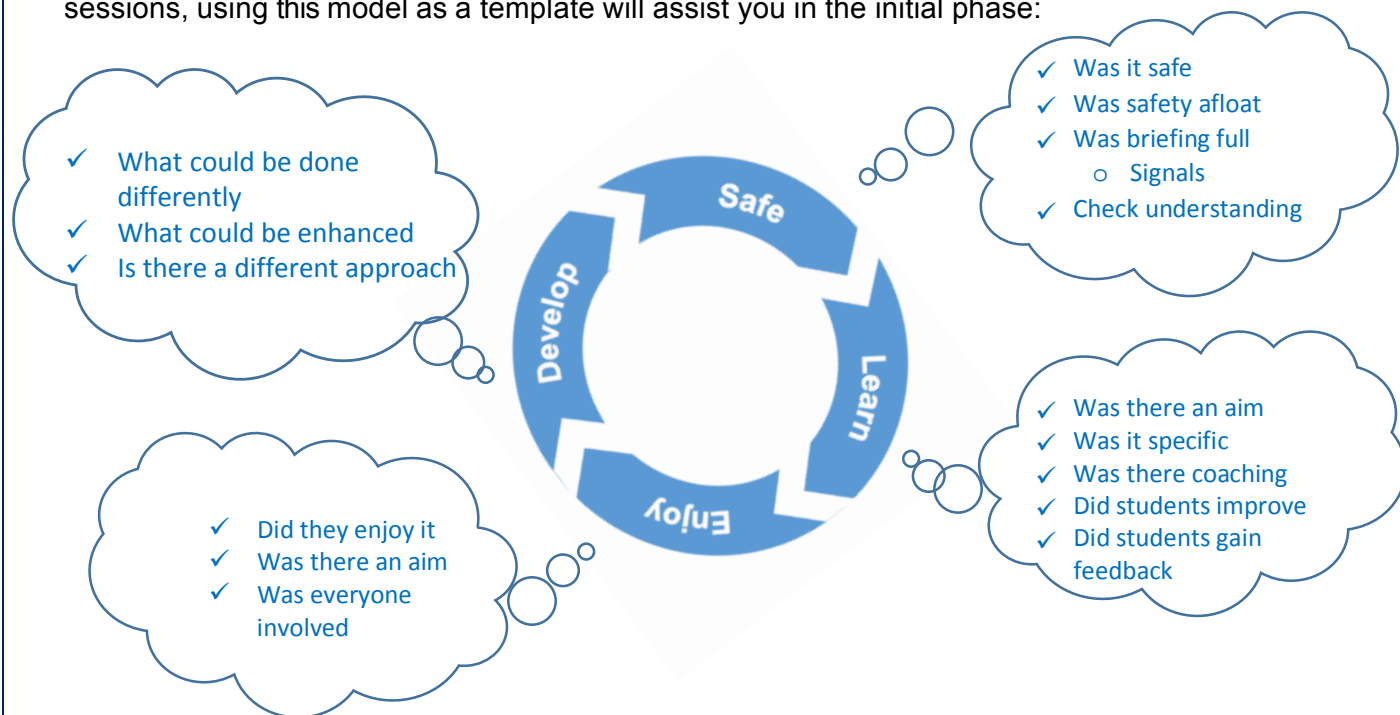 sessions, using this model as a template will assist you in the initial phase:
✓ Was it safe
✓ Was safety afloat
✓ Was briefing full
o Signals
✓ Check understanding
✓ What could be done
differently
✓ What could be enhanced
✓ Is there a different approach
Safe
Develop
Learn
Enjoy
✓ Was there an aim
✓ Was it specific
✓ Was there coaching
✓ Did students improve
✓ Did students gain
feedback
✓ Did they enjoy it
✓ Was there an aim
✓ Was everyone
involved